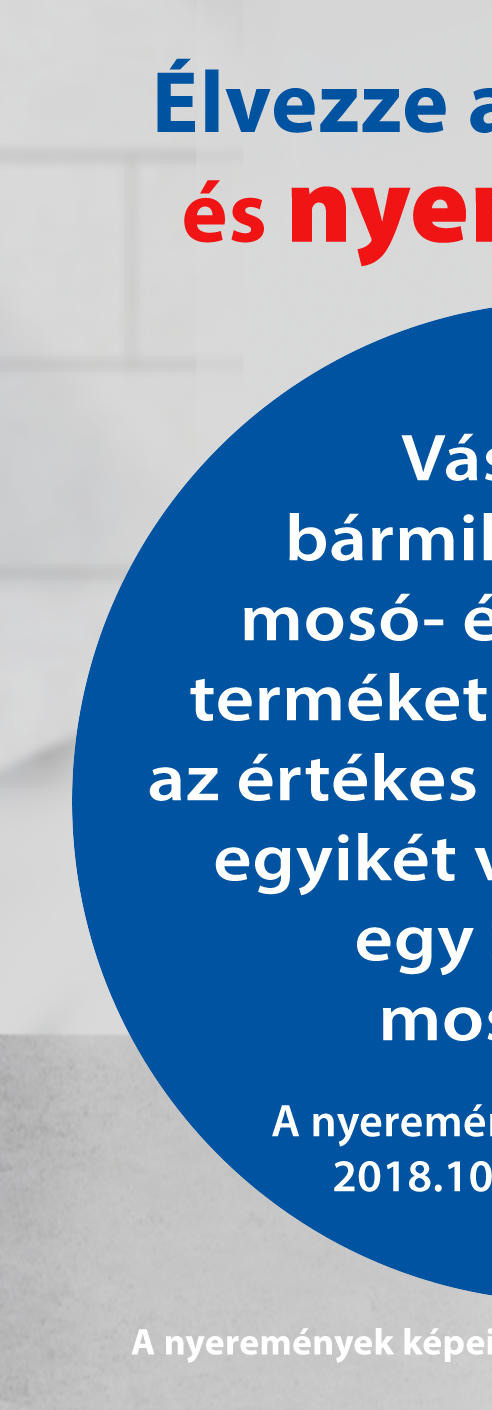 Élvezze a
és nyer
Vás
bármil
mosó- é
terméket
az értékes
egyikét v
egy
mos
A nyeremén
2018.10
A nyeremények képei